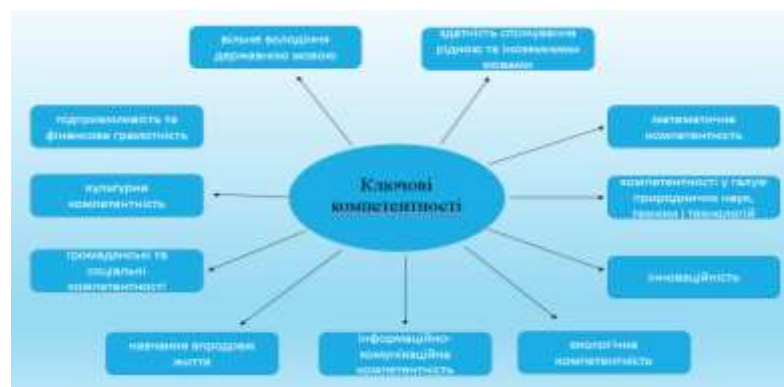 вільне володіння
державною мовою
здатність спілкування
рідною та іноземними
мовами
підприємливість та
фінансова грамотність
математична
компетентність
Ключові
компетентності
культурна
компетентність
компетентності у галузі
природничих наук,
техніки і технологій
громадянські та
соціальні
компетентності
інноваційність
навчання впродовж
життя
інформаційно-
комунікаційна
компетентність
екологічна
компетентність